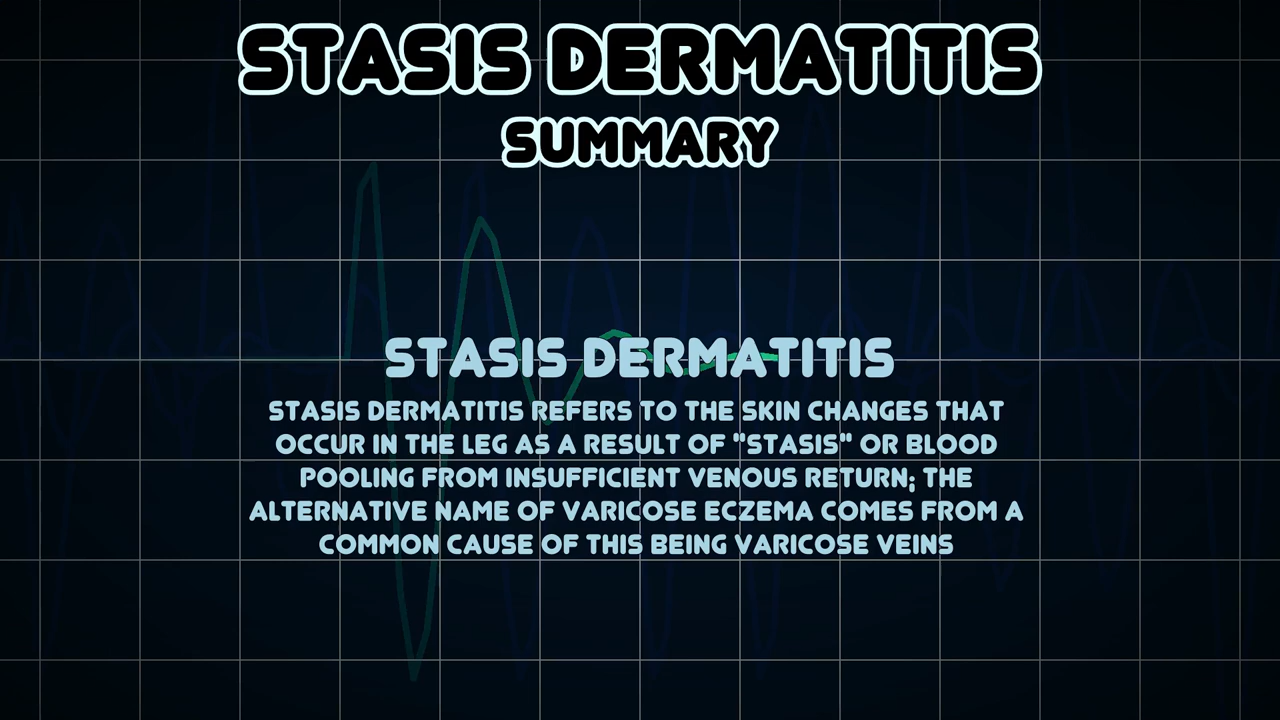 STASIS DERMATITIS
SUMMARY
STASIS DERMATITIS
STASIS DERMATITIS REFERS TO THE SKIN CHANGES THAT
OCCUR IN THE LEG AS A RESULT OF "STASIS" OR BLOOD
POOLING FROM INSUFFICIENT VENOUS RETURN; THE
ALTERNATIVE NAME OF VARICOSE ECZEMA COMES FROM A
COMMON CAUSE OF THIS BEING VARICOSE VEINS